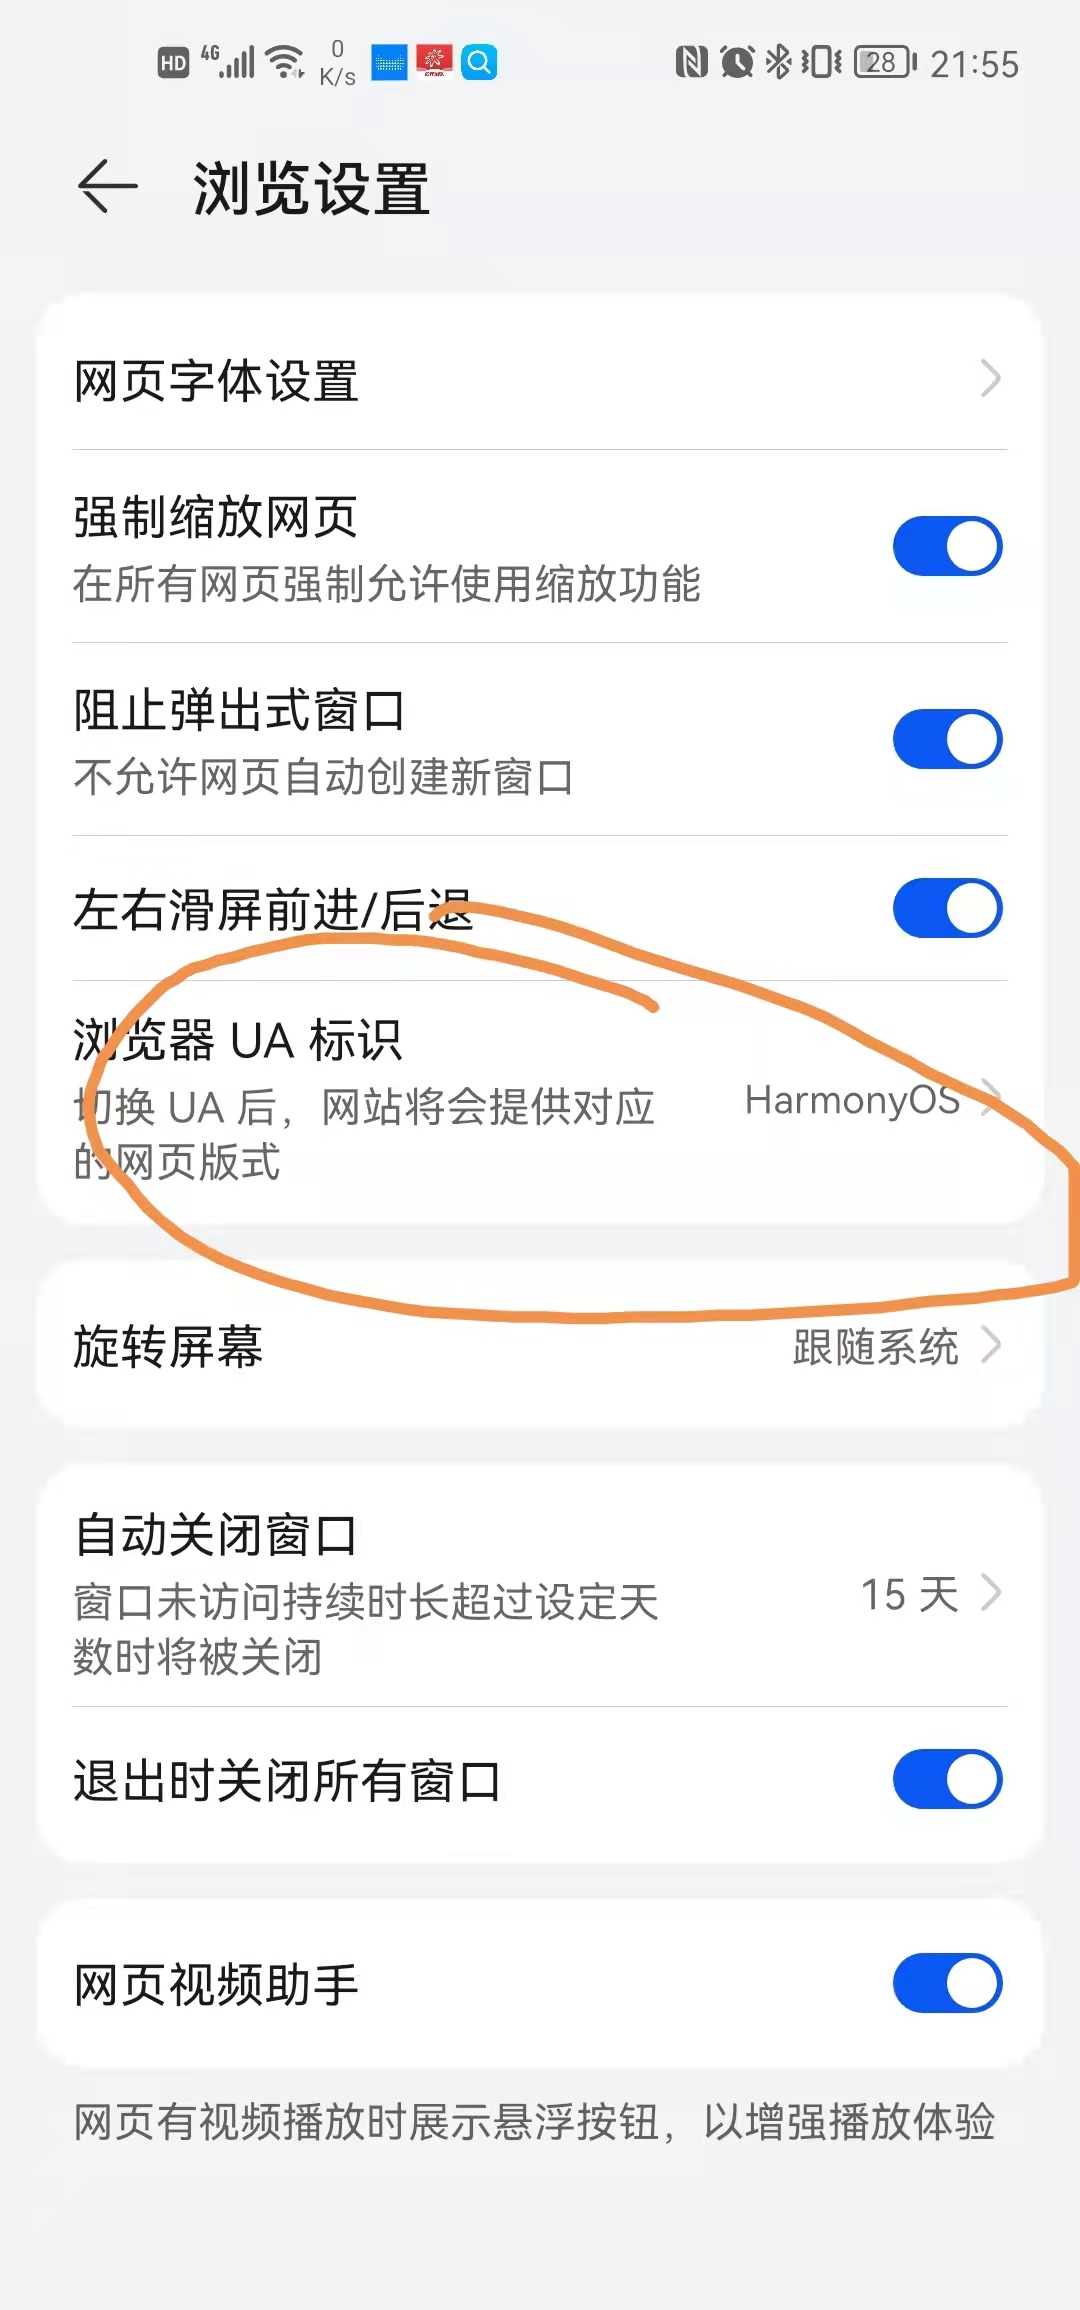 HD 4G 0 K/s 28 21:55
浏览设置
网页字体设置
强制缩放网页
在所有网页强制允许使用缩放功能
阻止弹出式窗口
不允许网页自动创建新窗口
左右滑屏前进/后退
浏览器 UA 标识
切换 UA 后，网站将会提供对应
的网页版式
HarmonyOS
旋转屏幕
跟随系统
自动关闭窗口
窗口未访问持续时长超过设定天
数时将被关闭
15 天
退出时关闭所有窗口
网页视频助手
网页有视频播放时展示悬浮按钮，以增强播放体验